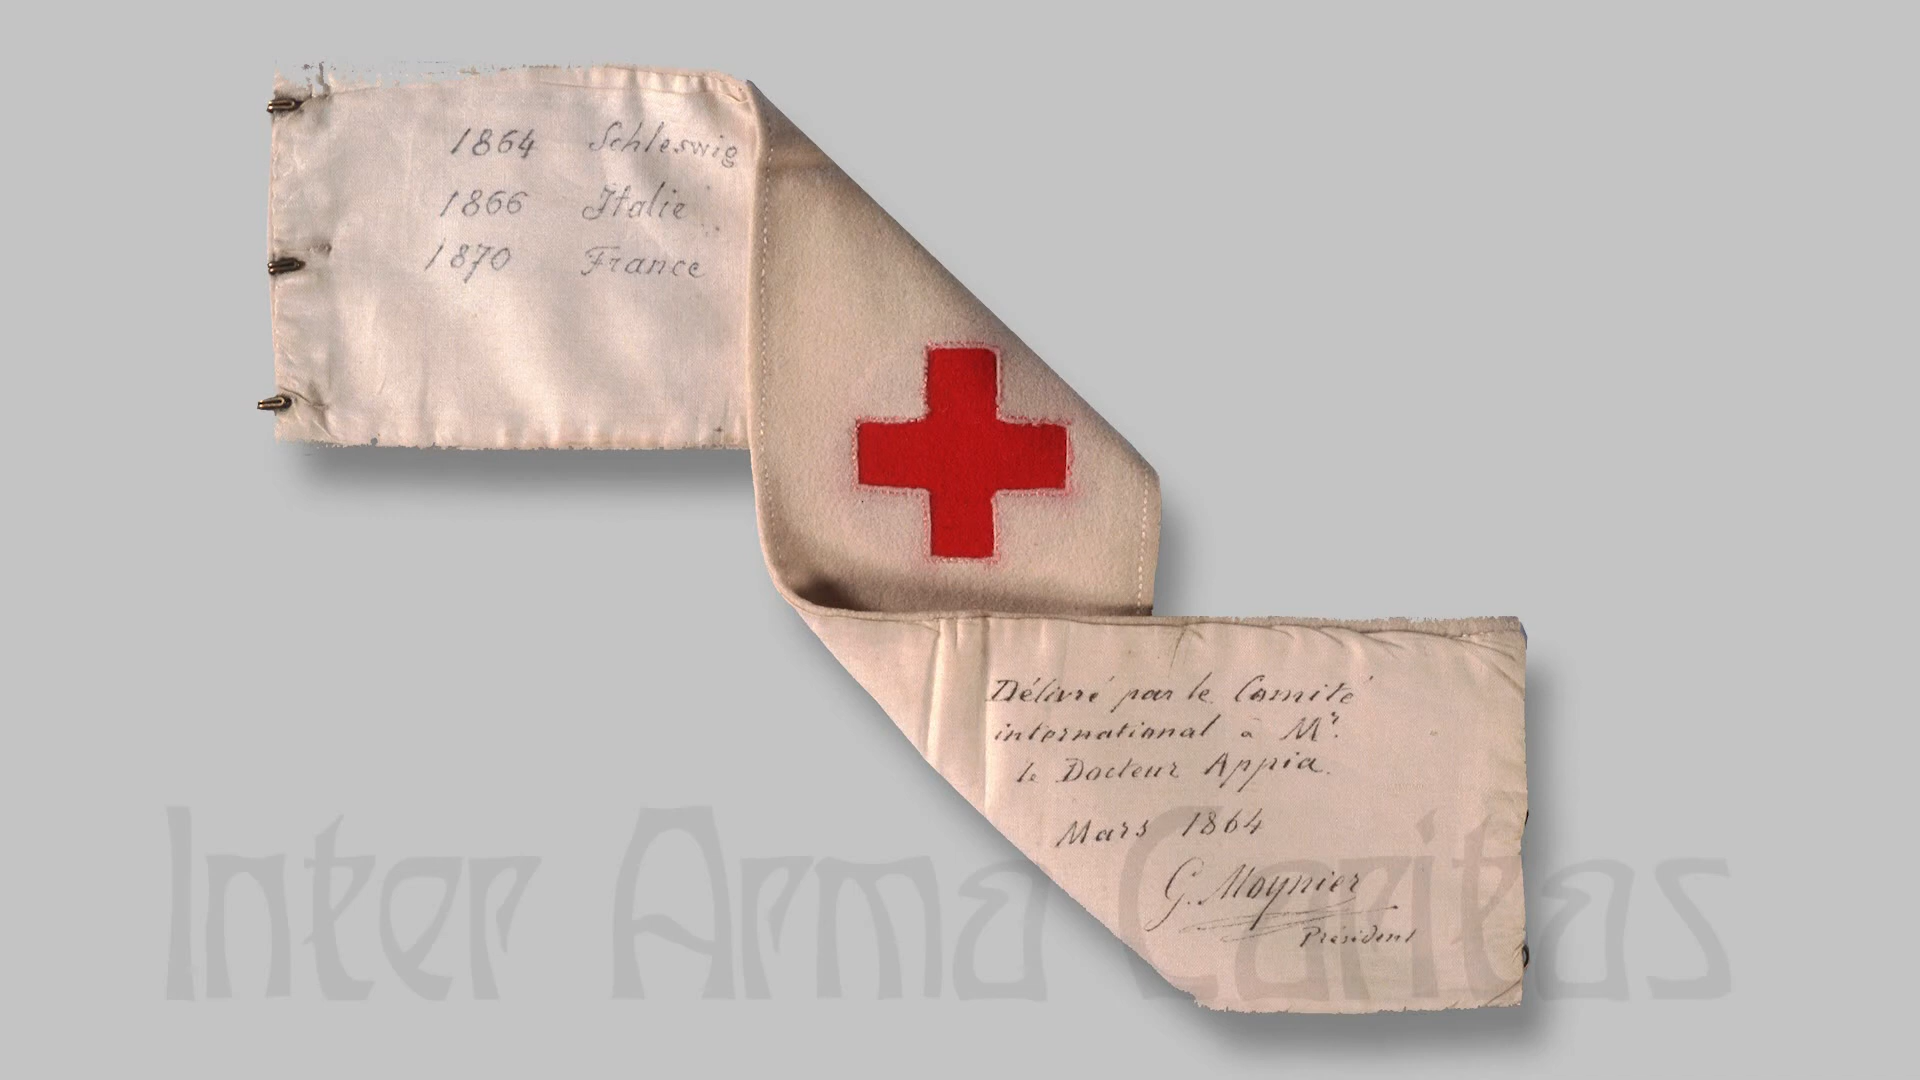 1864 Schleswig
1866 Italie
1870 France
Délivré par le Comité
international à Mr.
le Docteur Appia.
Mars 1864
G. Moynier
Président
Inter Arma Caritas